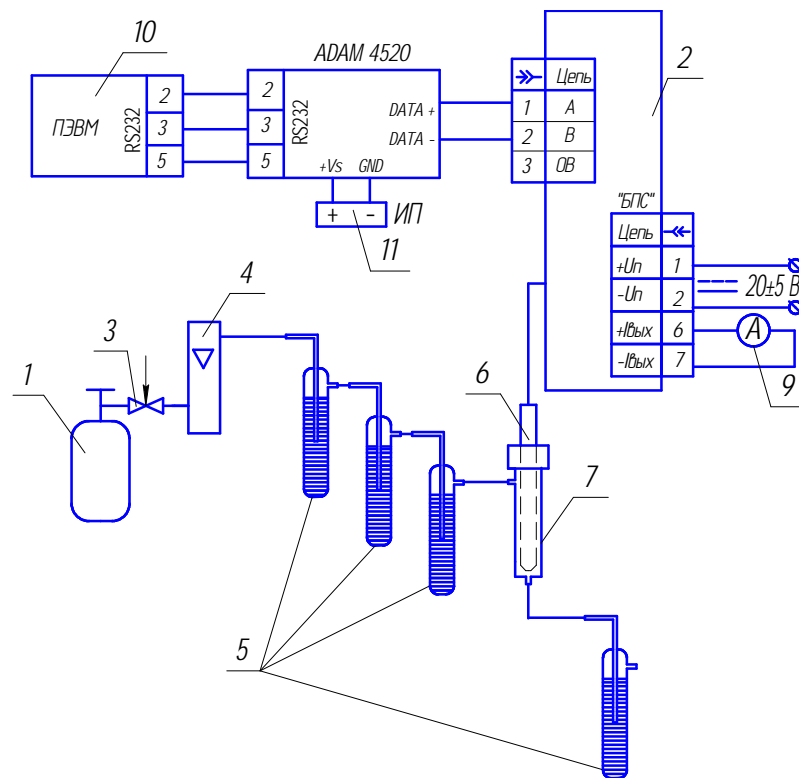 10
ADAM 4520
2
ПЭВМ
RS232
2
3
5
2
3
5
RS232
DATA +
DATA -
+Vs GND
+ -
ИП
11
Цепь
1 А
2 В
3 ОВ
"БПС"
Цепь
+Uп 1
-Uп 2
+Iвых 6
-Iвых 7
20±5 В
А
9
4
3
1
6
7
5